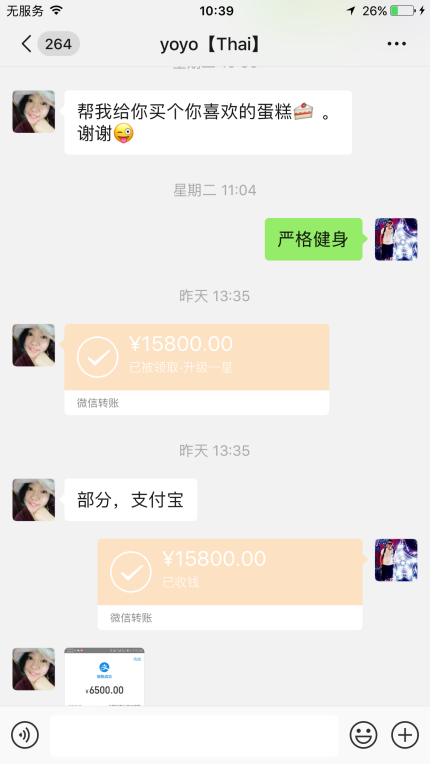 无服务 10:39 26%
264 yoyo【Thai】
帮我给你买个你喜欢的蛋糕🍰 。
谢谢😜
星期二 11:04
严格健身
昨天 13:35
¥15800.00
已被领取-升级一星
微信转账
昨天 13:35
部分，支付宝
¥15800.00
已收钱
微信转账
¥6500.00